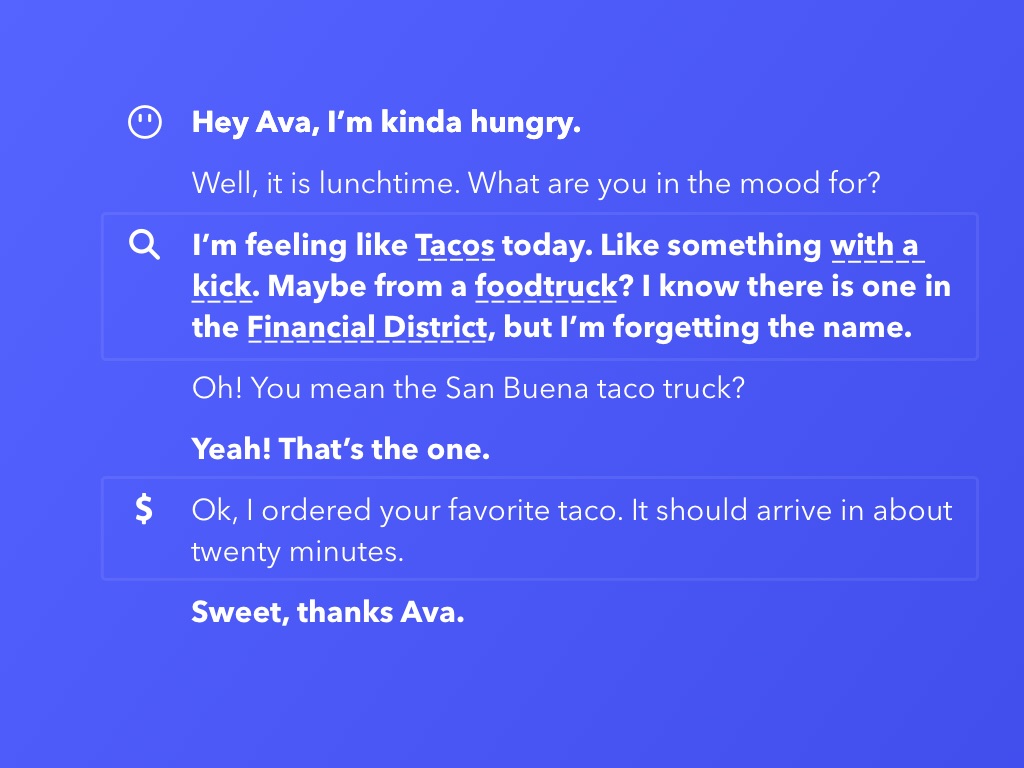 Hey Ava, I’m kinda hungry.
Well, it is lunchtime. What are you in the mood for?
I’m feeling like Tacos today. Like something with a
kick. Maybe from a foodtruck? I know there is one in
the Financial District, but I’m forgetting the name.
Oh! You mean the San Buena taco truck?
Yeah! That’s the one.
$ Ok, I ordered your favorite taco. It should arrive in about
twenty minutes.
Sweet, thanks Ava.